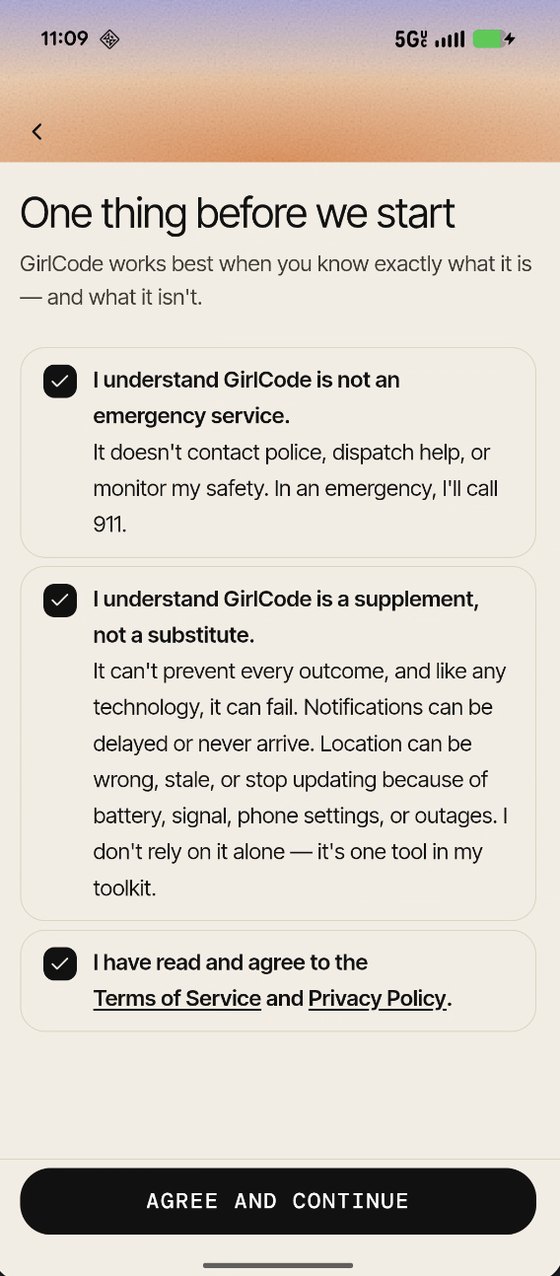 11:09 5G
One thing before we start
GirlCode works best when you know exactly what it is
— and what it isn't.
I understand GirlCode is not an
emergency service.
It doesn't contact police, dispatch help, or
monitor my safety. In an emergency, I'll call
911.
I understand GirlCode is a supplement,
not a substitute.
It can't prevent every outcome, and like any
technology, it can fail. Notifications can be
delayed or never arrive. Location can be
wrong, stale, or stop updating because of
battery, signal, phone settings, or outages. I
don't rely on it alone — it's one tool in my
toolkit.
I have read and agree to the
Terms of Service and Privacy Policy.
AGREE AND CONTINUE